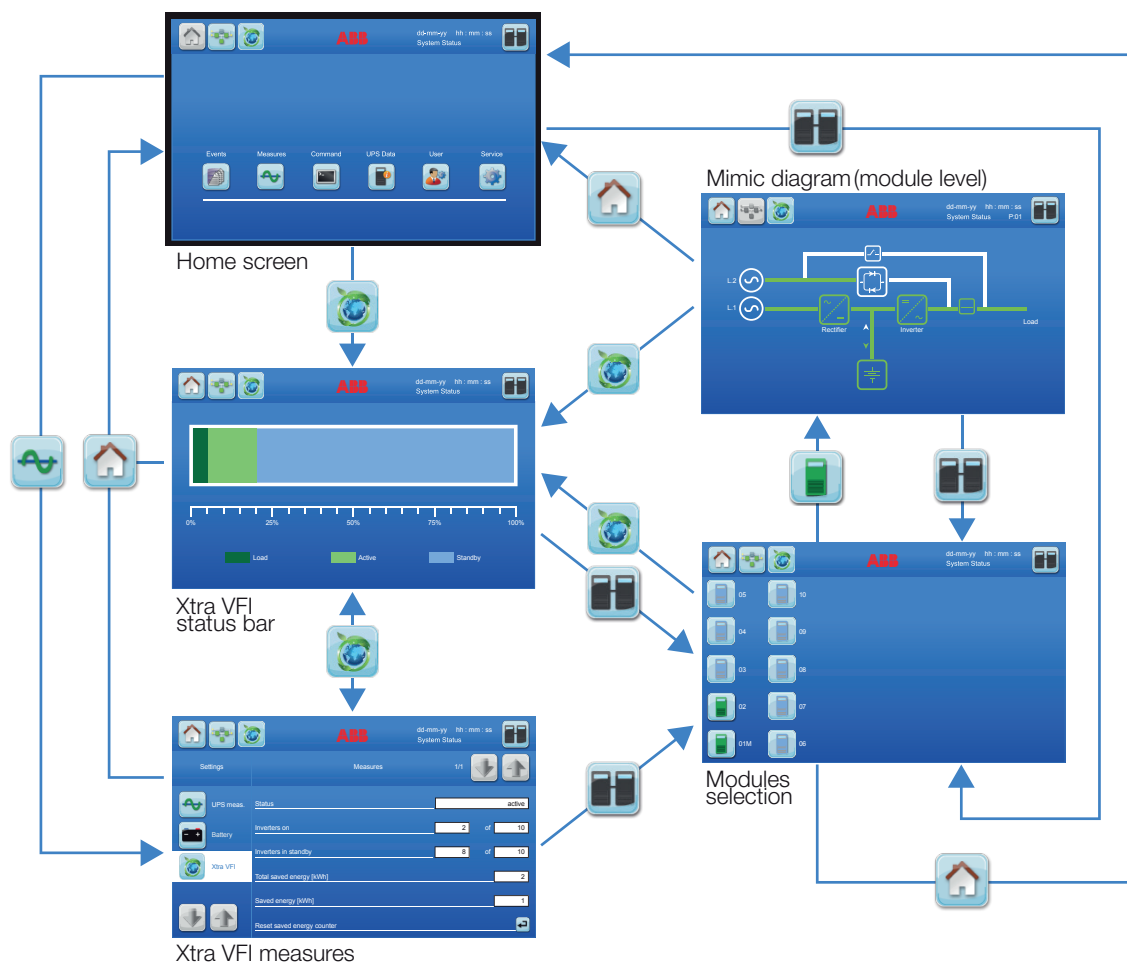 ABB
dd-mm-yy hh : mm : ss
System Status
Events
Measures
Command
UPS Data
User
Service
Home screen
Mimic diagram (module level)
ABB
dd-mm-yy hh : mm : ss
System Status P:01
L:2
L:1
Rectifier
Inverter
Load
ABB
dd-mm-yy hh : mm : ss
System Status
0%
25%
50%
75%
100%
Load
Active
Standby
Xtra VFI
status bar
ABB
dd-mm-yy hh : mm : ss
System Status
05
10
04
09
03
08
02
07
01M
06
Modules
selection
ABB
dd-mm-yy hh : mm : ss
System Status
Settings
Measures
1/1
UPS meas.
Battery
Xtra VFI
Status active
Inverters on 2 of 10
Inverters in standby 8 of 10
Total saved energy [kWh] 2
Saved energy [kWh] 1
Reset saved energy counter
Xtra VFI measures